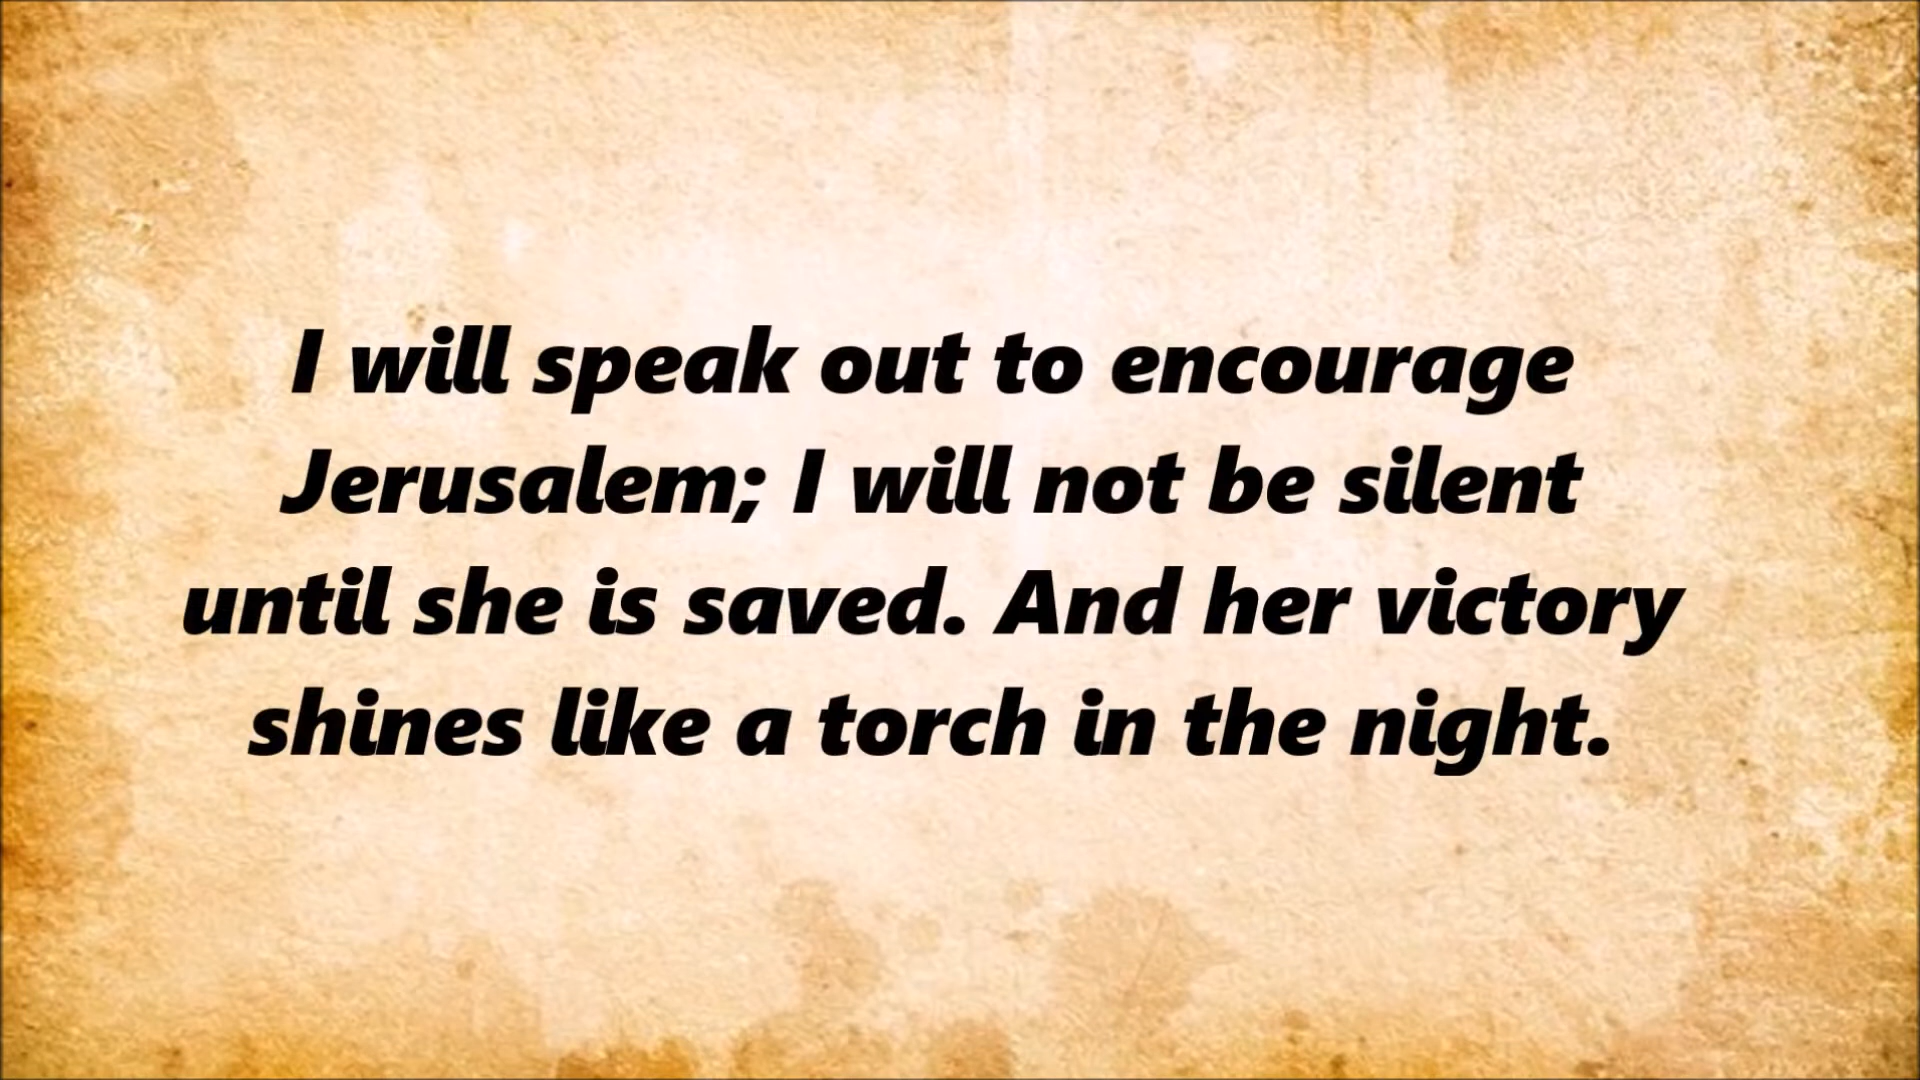 I will speak out to encourage
Jerusalem; I will not be silent
until she is saved. And her victory
shines like a torch in the night.